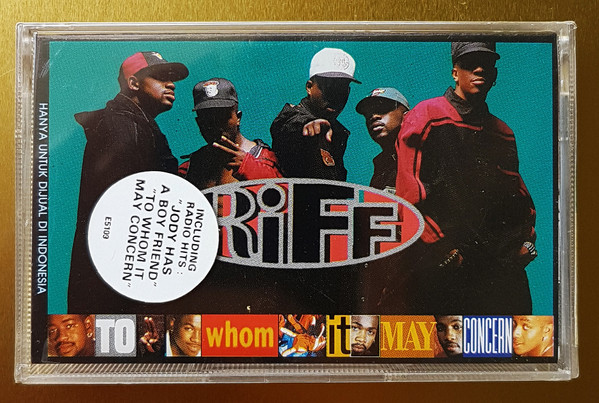 HANYA UNTUK DIJUAL DI INDONESIA
RIFF
INCLUDING
RADIO HITS :
"JODY HAS
A BOY FRIEND"
"TO WHOM IT
MAY CONCERN"
E5109
TO whom it MAY CONCERN